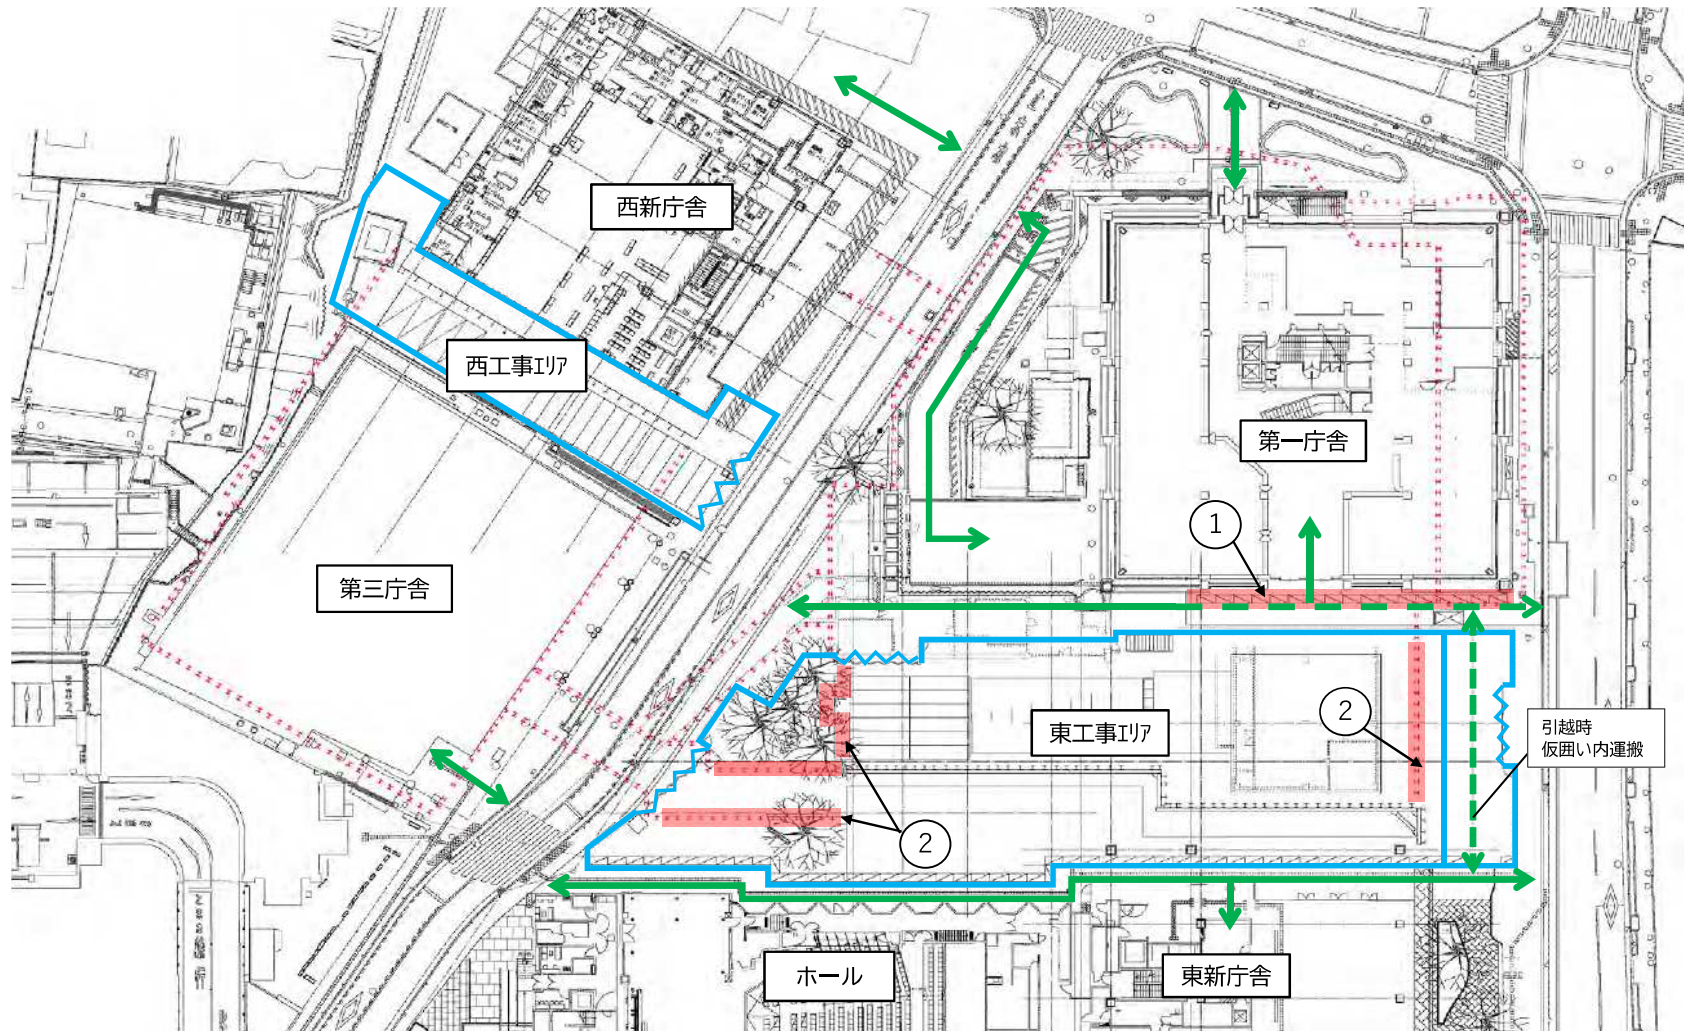 西新庁舎
西工事エリア
第一庁舎
1
第三庁舎
東工事エリア
2
引越時
仮囲い内運搬
2
ホール
東新庁舎